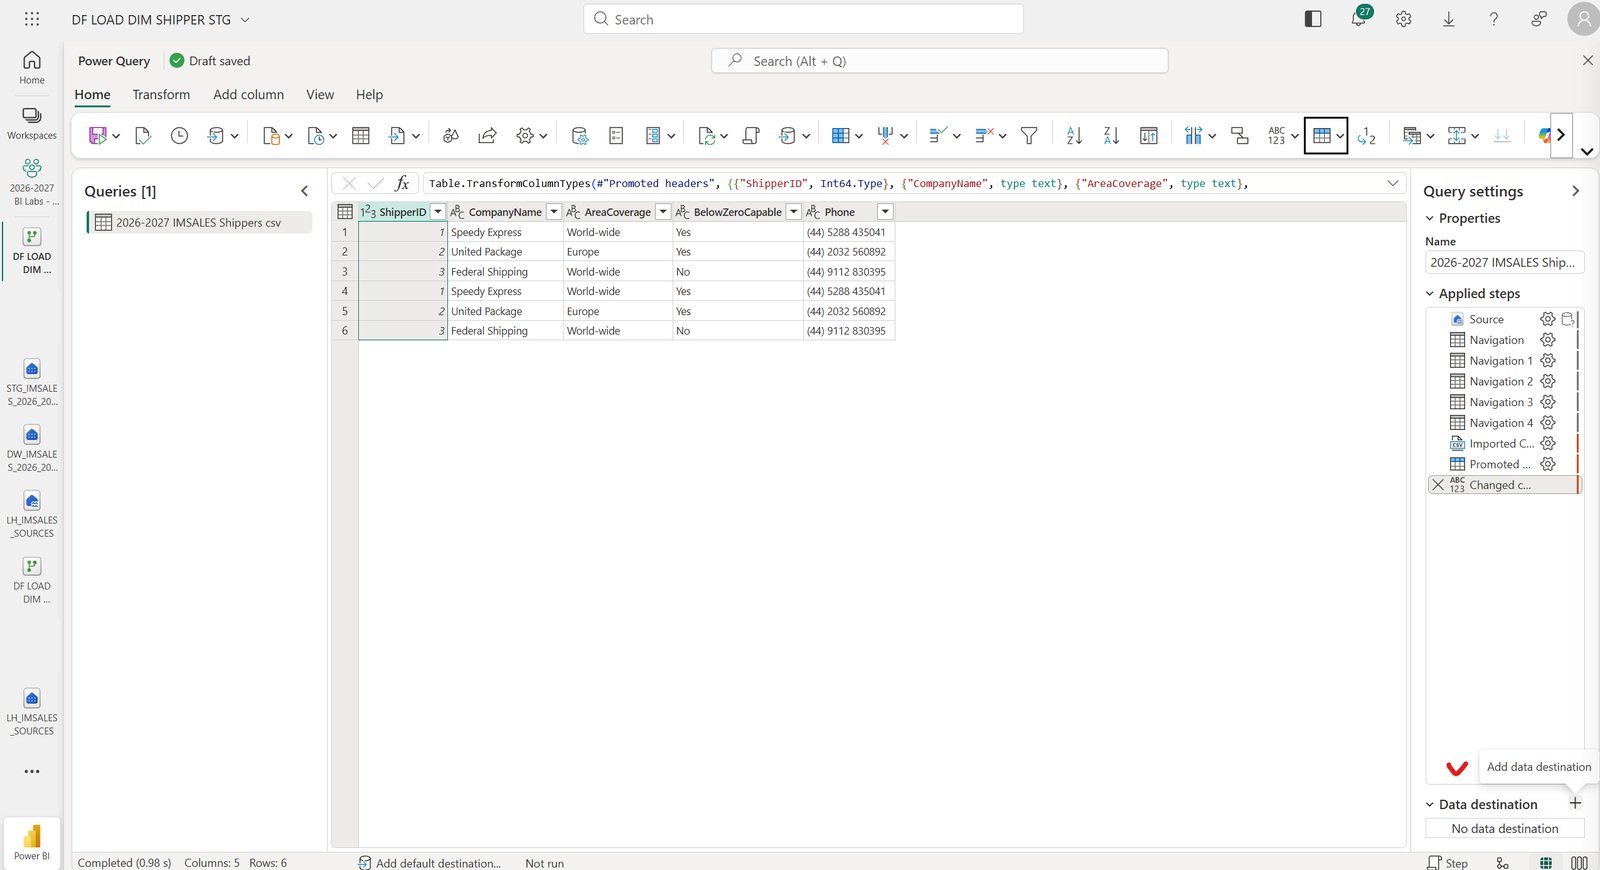 DF LOAD DIM SHIPPER STG
Search
27
Home
Workspaces
2026-2027
BI Labs - ...
DF LOAD
DIM ...
STG_IMSALE
S_2026_20...
DW_IMSALE
S_2026_20...
LH_IMSALES
_SOURCES
DF LOAD
DIM ...
LH_IMSALES
_SOURCES
Power BI
Power Query
Draft saved
Search (Alt + Q)
Home Transform Add column View Help
Queries [1]
2026-2027 IMSALES Shippers csv
fx Table.TransformColumnTypes(#"Promoted headers", {{"ShipperID", Int64.Type}, {"CompanyName", type text}, {"AreaCoverage", type text},
ShipperID CompanyName AreaCoverage BelowZeroCapable Phone
1 1 Speedy Express World-wide Yes (44) 5288 435041
2 2 United Package Europe Yes (44) 2032 560892
3 3 Federal Shipping World-wide No (44) 9112 830395
4 1 Speedy Express World-wide Yes (44) 5288 435041
5 2 United Package Europe Yes (44) 2032 560892
6 3 Federal Shipping World-wide No (44) 9112 830395
Query settings
Properties
Name
2026-2027 IMSALES Ship...
Applied steps
Source
Navigation
Navigation 1
Navigation 2
Navigation 3
Navigation 4
Imported C...
Promoted ...
Changed c...
Add data destination
Data destination
No data destination
Completed (0.98 s) Columns: 5 Rows: 6
Add default destination...
Not run
Step